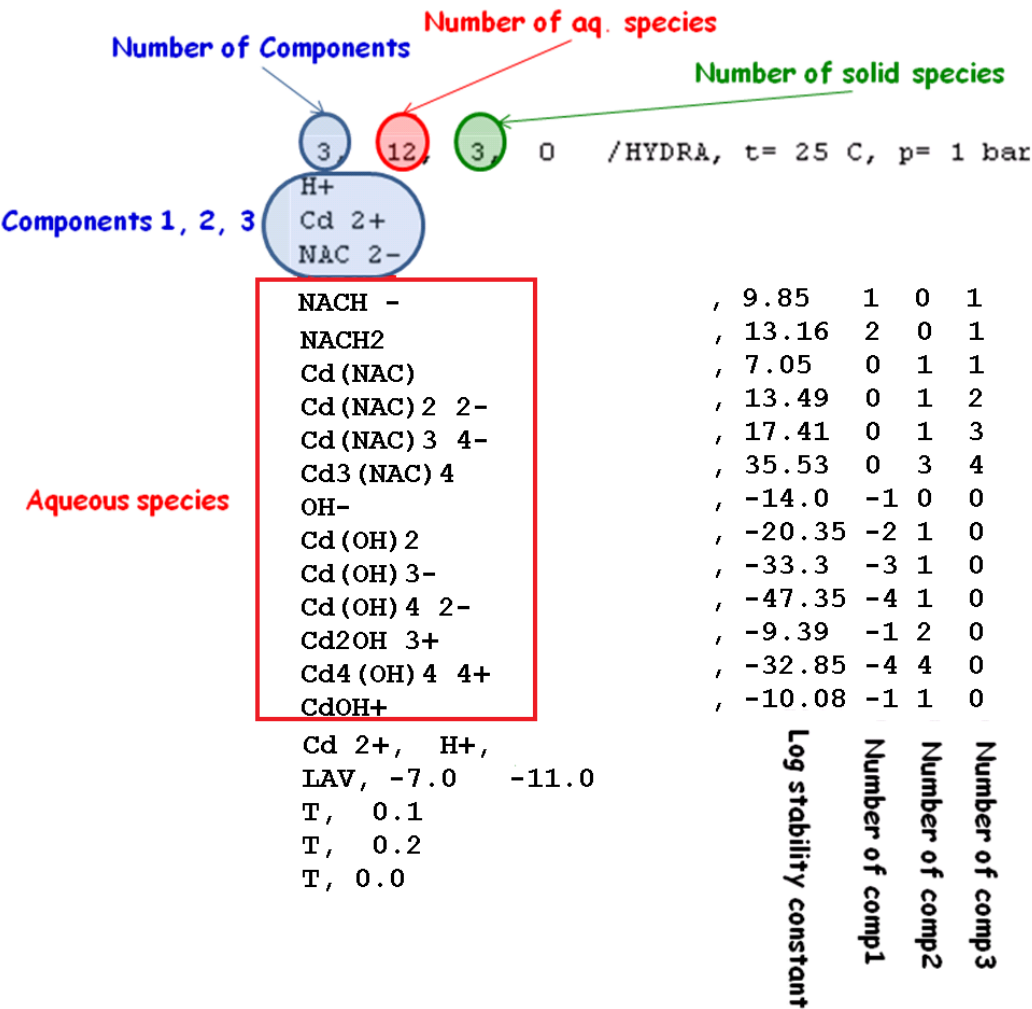 Number of Components
Number of aq. species
Number of solid species
3, 12, 3, 0 /HYDRA, t= 25 C, p= 1 bar
Components 1, 2, 3
H+
Cd 2+
NAC 2-
NACH - , 9.85 1 0 1
NACH2 , 13.16 2 0 1
Cd(NAC) , 7.05 0 1 1
Cd(NAC)2 2- , 13.49 0 1 2
Cd(NAC)3 4- , 17.41 0 1 3
Cd3(NAC)4 , 35.53 0 3 4
Aqueous species
OH- , -14.0 -1 0 0
Cd(OH)2 , -20.35 -2 1 0
Cd(OH)3- , -33.3 -3 1 0
Cd(OH)4 2- , -47.35 -4 1 0
Cd2OH 3+ , -9.39 -1 2 0
Cd4(OH)4 4+ , -32.85 -4 4 0
CdOH+ , -10.08 -1 1 0
Cd 2+, H+,
LAV, -7.0 -11.0
T, 0.1
T, 0.2
T, 0.0
Log stability constant
Number of comp1
Number of comp2
Number of comp3